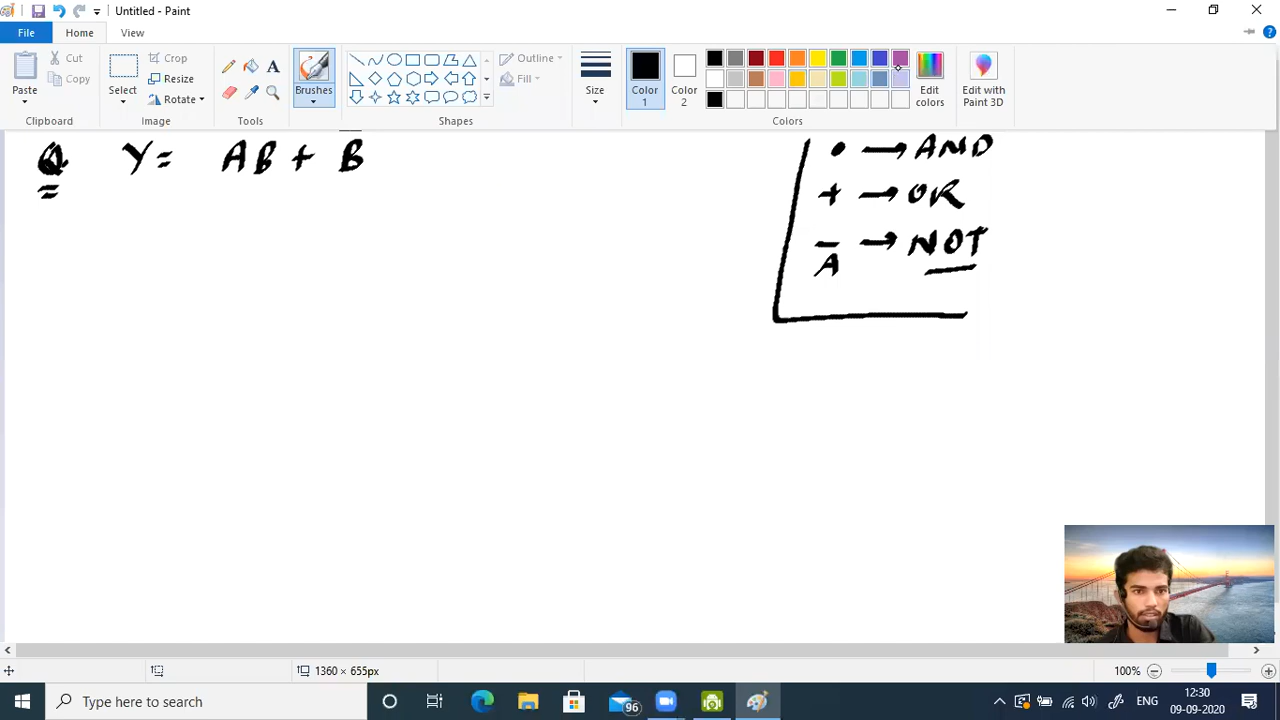 Untitled - Paint
File Home View
Paste Cut Copy
Clipboard
Select Crop Resize Rotate
Image
A
Tools
Brushes
Outline Fill
Shapes
Size
Color 1
Color 2
Edit colors
Edit with Paint 3D
Colors
Q Y = AB + B̅
• → AND
+ → OR
A̅ → NOT
1360 × 655px
100%
Type here to search
96
ENG
12:30
09-09-2020